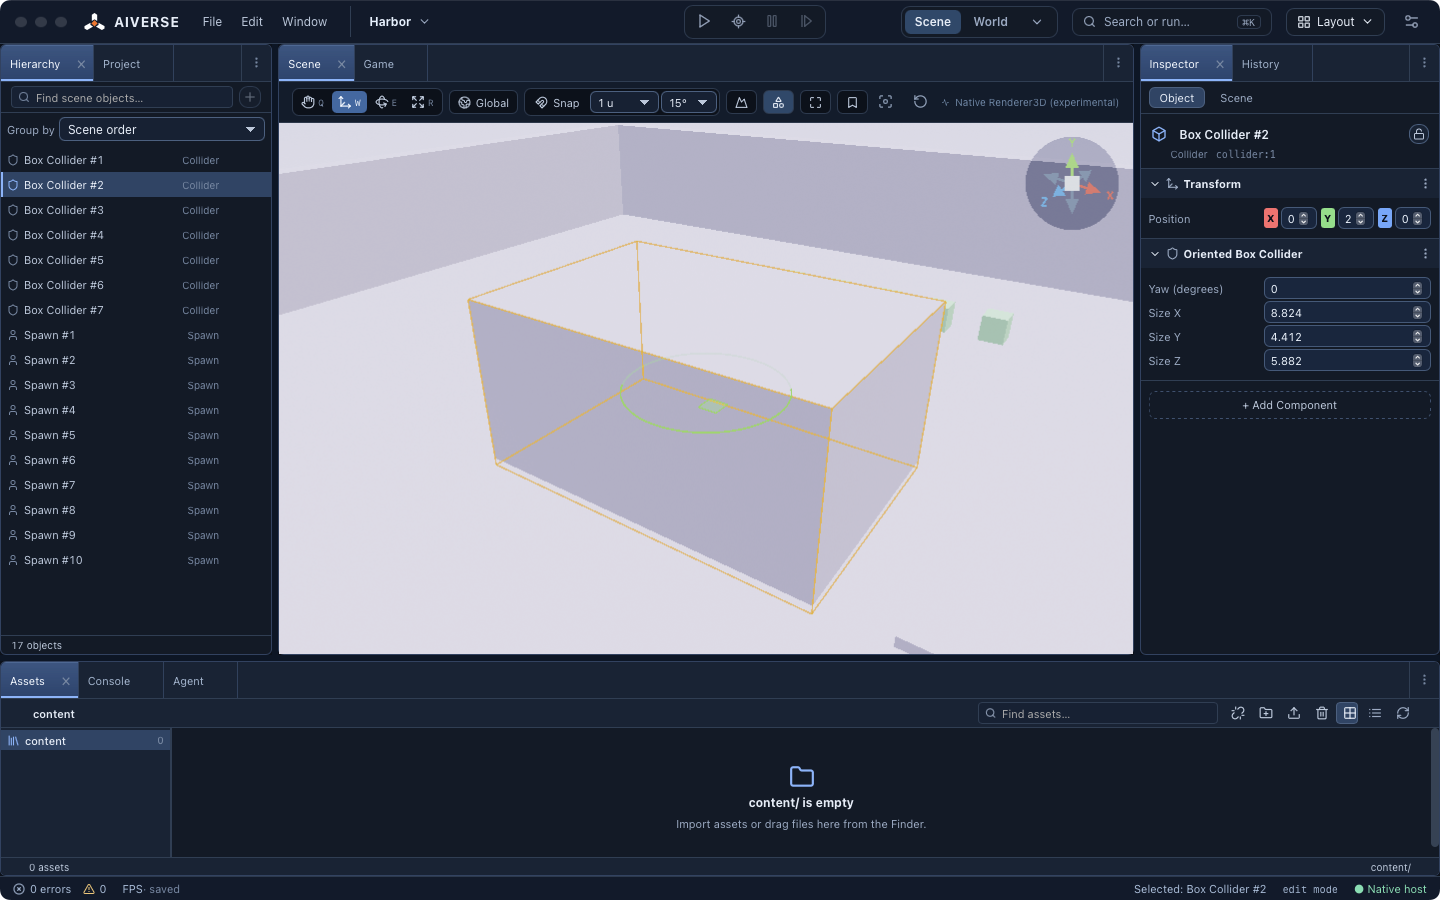 AIVERSE File Edit Window Harbor Scene World Search or run... ⌘K Layout
Hierarchy Project
Find scene objects...
Group by Scene order
Box Collider #1 Collider
Box Collider #2 Collider
Box Collider #3 Collider
Box Collider #4 Collider
Box Collider #5 Collider
Box Collider #6 Collider
Box Collider #7 Collider
Spawn #1 Spawn
Spawn #2 Spawn
Spawn #3 Spawn
Spawn #4 Spawn
Spawn #5 Spawn
Spawn #6 Spawn
Spawn #7 Spawn
Spawn #8 Spawn
Spawn #9 Spawn
Spawn #10 Spawn
17 objects
Scene Game
Q W E R Global Snap 1 u 15° Native Renderer3D (experimental)
Y
X
Z
Inspector History
Object Scene
Box Collider #2
Collider collider:1
Transform
Position X 0 Y 2 Z 0
Oriented Box Collider
Yaw (degrees) 0
Size X 8.824
Size Y 4.412
Size Z 5.882
+ Add Component
Assets Console Agent
content Find assets...
content 0
content/ is empty
Import assets or drag files here from the Finder.
0 assets content/
0 errors 0 FPS · saved Selected: Box Collider #2 edit mode Native host